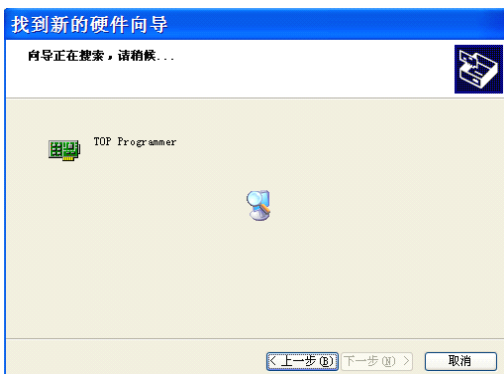 找到新的硬件向导
向导正在搜索，请稍候...
TOP Programmer
< 上一步(B) 下一步(N) > 取消